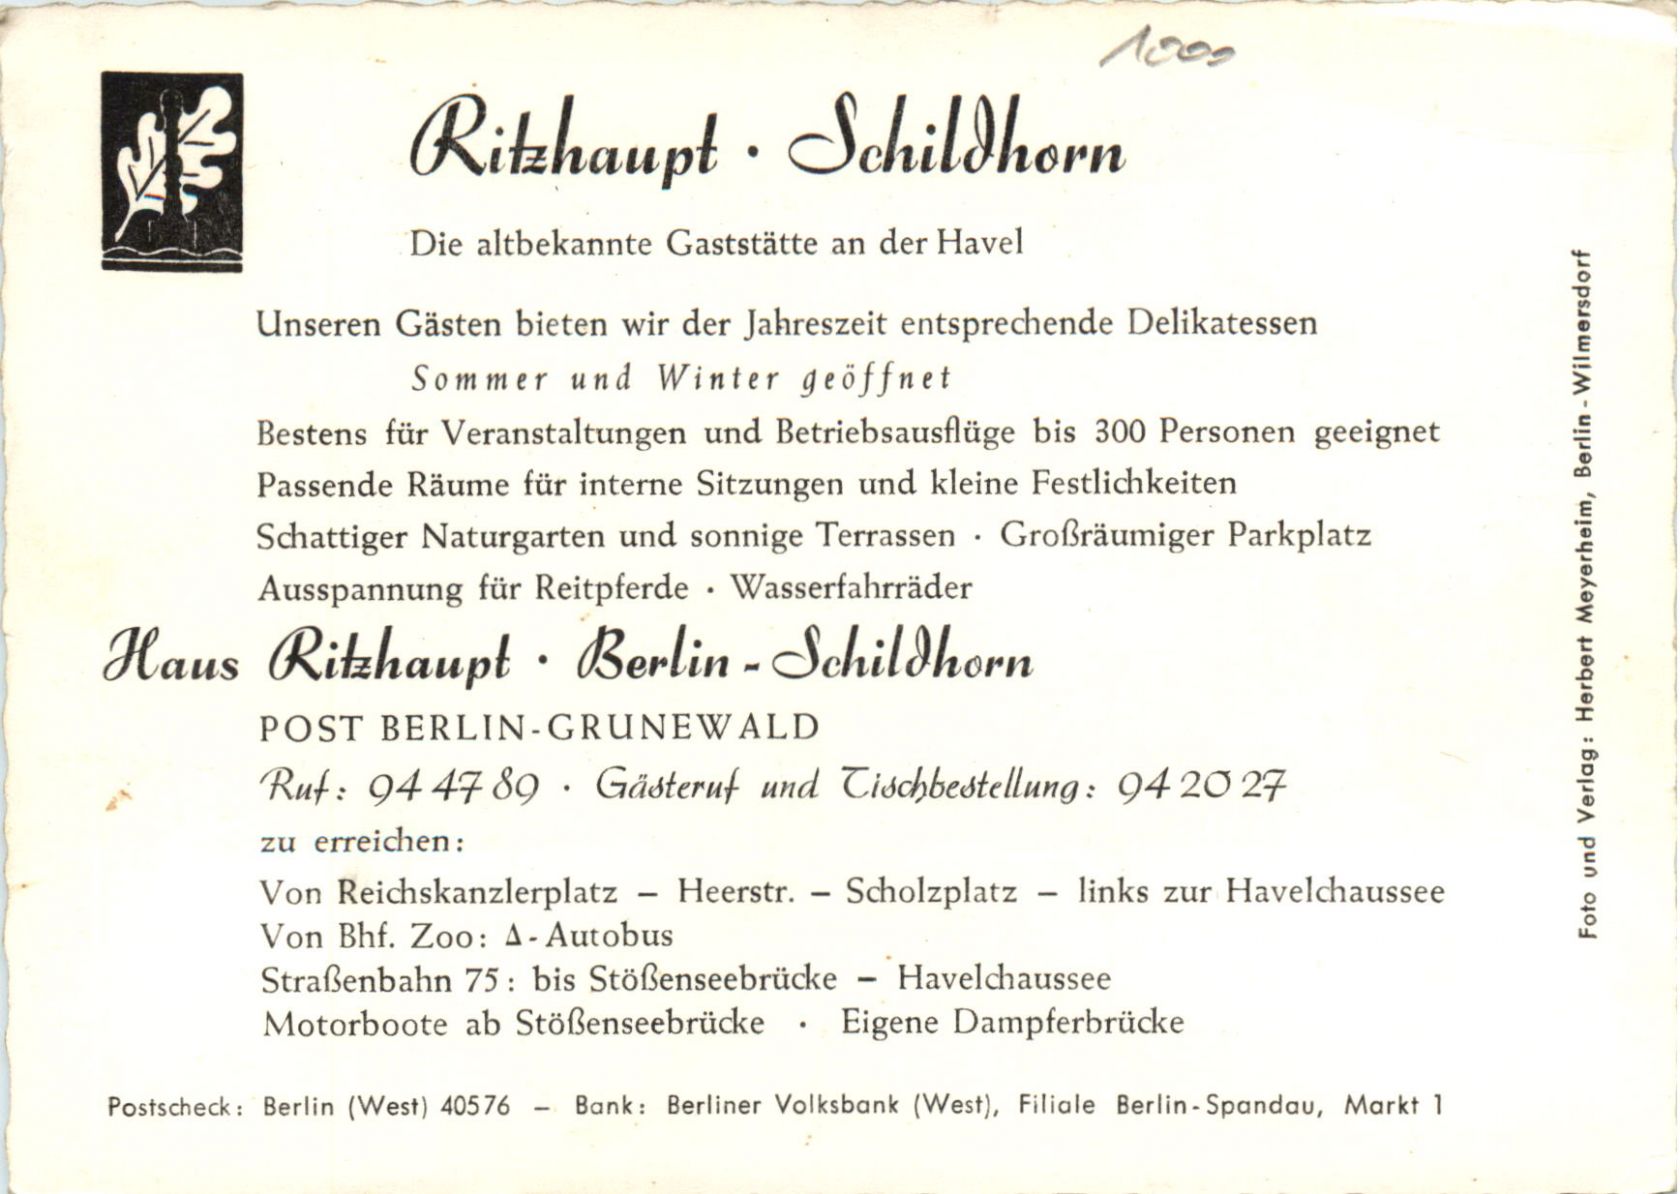 1000
Ritzhaupt · Schildhorn
Die altbekannte Gaststätte an der Havel
Unseren Gästen bieten wir der Jahreszeit entsprechende Delikatessen
Sommer und Winter geöffnet
Bestens für Veranstaltungen und Betriebsausflüge bis 300 Personen geeignet
Passende Räume für interne Sitzungen und kleine Festlichkeiten
Schattiger Naturgarten und sonnige Terrassen · Großräumiger Parkplatz
Ausspannung für Reitpferde · Wasserfahrräder
Haus Ritzhaupt · Berlin - Schildhorn
POST BERLIN-GRUNEWALD
Ruf: 94 47 89 · Gästeruf und Tischbestellung: 94 20 27
zu erreichen:
Von Reichskanzlerplatz – Heerstr. – Scholzplatz – links zur Havelchaussee
Von Bhf. Zoo: Δ - Autobus
Straßenbahn 75: bis Stößenseebrücke – Havelchaussee
Motorboote ab Stößenseebrücke · Eigene Dampferbrücke
Postscheck: Berlin (West) 40576 – Bank: Berliner Volksbank (West), Filiale Berlin-Spandau, Markt 1
Foto und Verlag: Herbert Meyerheim, Berlin-Wilmersdorf